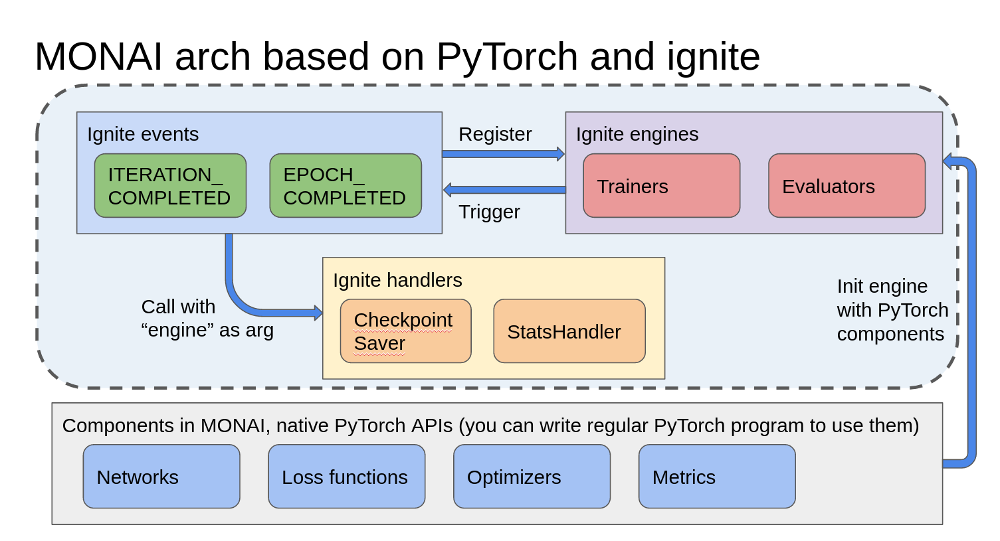 MONAI arch based on PyTorch and ignite
Ignite events
ITERATION_
COMPLETED
EPOCH_
COMPLETED
Register
Trigger
Ignite engines
Trainers
Evaluators
Call with
“engine” as arg
Ignite handlers
Checkpoint
Saver
StatsHandler
Init engine
with PyTorch
components
Components in MONAI, native PyTorch APIs (you can write regular PyTorch program to use them)
Networks
Loss functions
Optimizers
Metrics